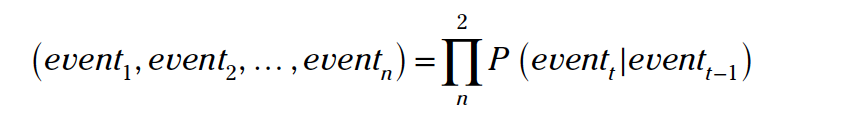 (event₁, event₂, … , eventₙ) = ∏ₙ² P (eventₜ|eventₜ₋₁)